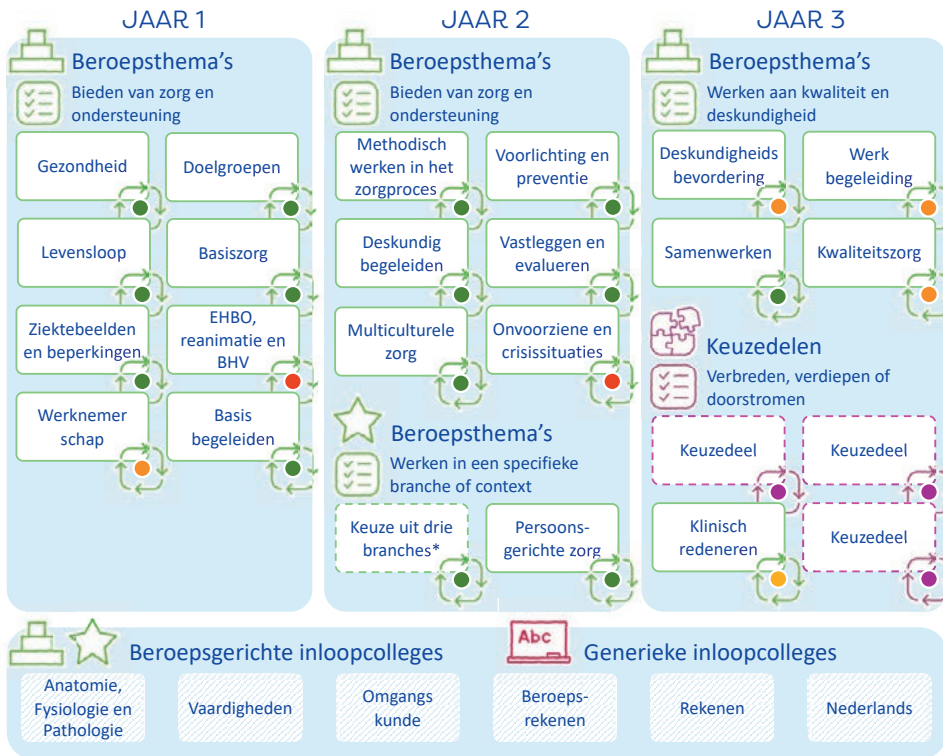 JAAR 1
Beroepsthema's
Bieden van zorg en
ondersteuning
Gezondheid
Doelgroepen
Levensloop
Basiszorg
Ziektebeelden
en beperkingen
EHBO,
reanimatie en
BHV
Werknemer
schap
Basis
begeleiden
JAAR 2
Beroepsthema's
Bieden van zorg en
ondersteuning
Methodisch
werken in het
zorgproces
Voorlichting en
preventie
Deskundig
begeleiden
Vastleggen en
evalueren
Multiculturele
zorg
Onvoorziene en
crisissituaties
Beroepsthema's
Werken in een specifieke
branche of context
Keuze uit drie
branches*
Persoons-
gerichte zorg
JAAR 3
Beroepsthema's
Werken aan kwaliteit en
deskundigheid
Deskundigheids
bevordering
Werk
begeleiding
Samenwerken
Kwaliteitszorg
Keuzedelen
Verbreden, verdiepen of
doorstromen
Keuzedeel
Keuzedeel
Klinisch
redeneren
Keuzedeel
Beroepsgerichte inloopcolleges
Abc
Generieke inloopcolleges
Anatomie,
Fysiologie en
Pathologie
Vaardigheden
Omgangs
kunde
Beroeps-
rekenen
Rekenen
Nederlands